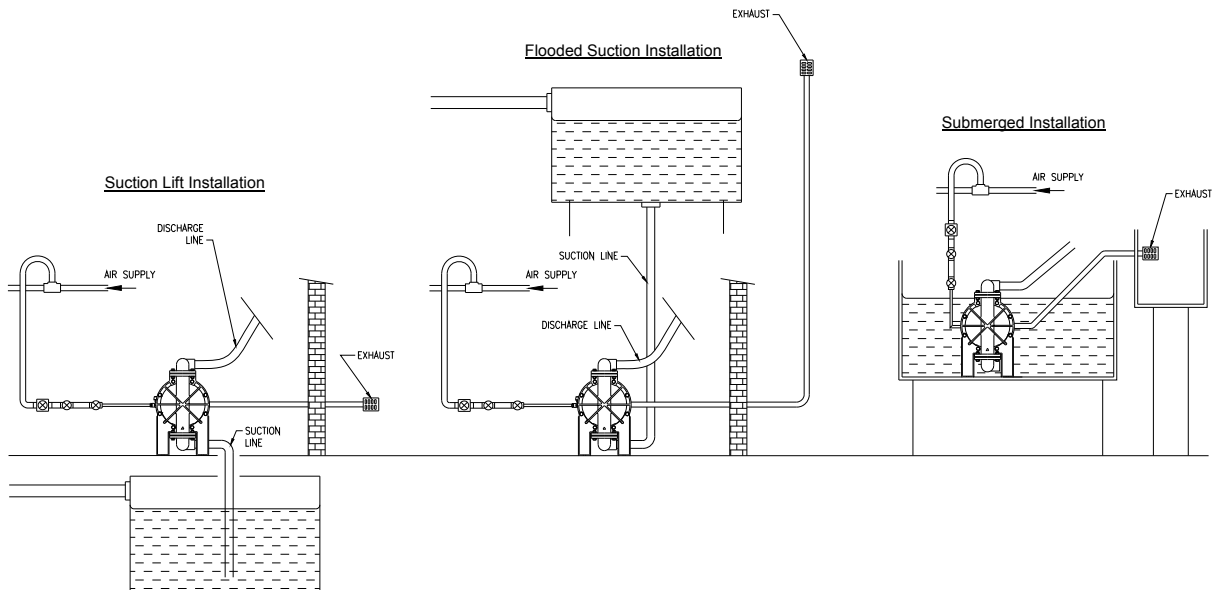 Suction Lift Installation
DISCHARGE
LINE
AIR SUPPLY
EXHAUST
SUCTION
LINE
Flooded Suction Installation
EXHAUST
AIR SUPPLY
SUCTION LINE
DISCHARGE LINE
Submerged Installation
AIR SUPPLY
EXHAUST